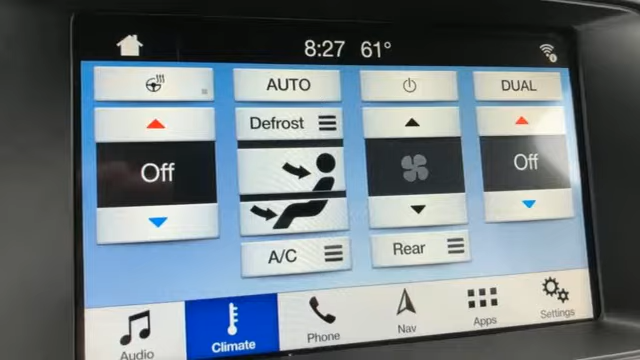 8:27 61°
AUTO
DUAL
Defrost
Off
Off
A/C
Rear
Audio
Climate
Phone
Nav
Apps
Settings